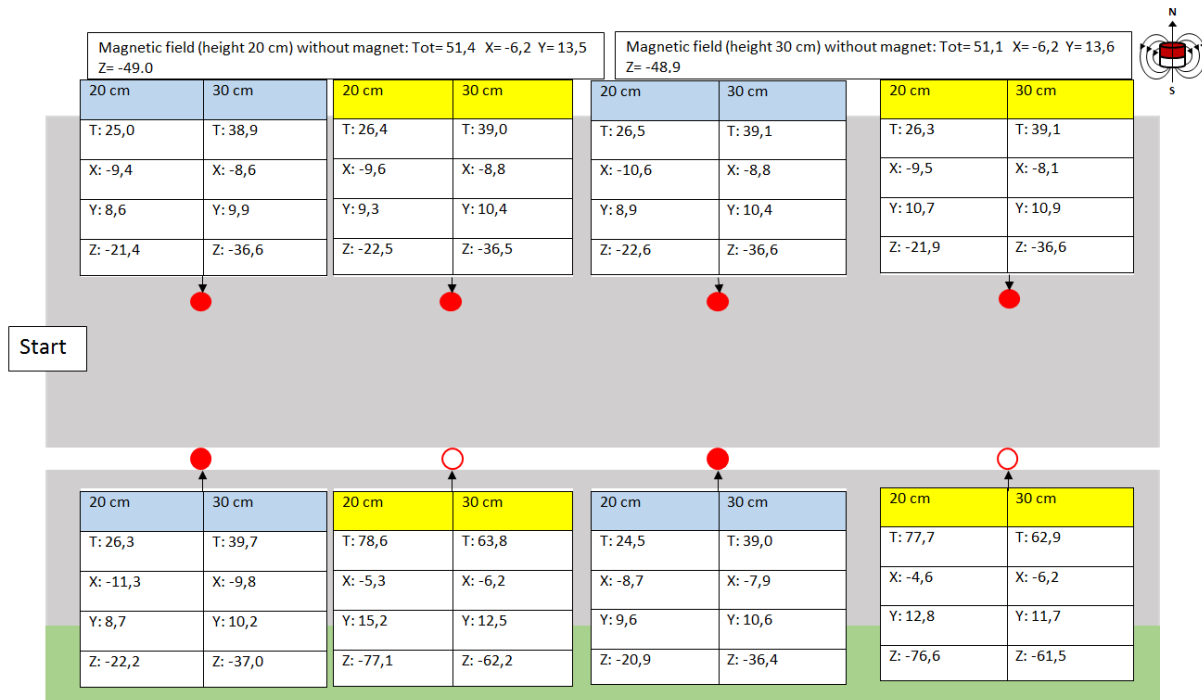 N
Magnetic field (height 20 cm) without magnet: Tot= 51,4 X= -6,2 Y= 13,5
Z= -49.0
Magnetic field (height 30 cm) without magnet: Tot= 51,1 X= -6,2 Y= 13,6
Z= -48,9
S
20 cm 30 cm
T: 25,0 T: 38,9
X: -9,4 X: -8,6
Y: 8,6 Y: 9,9
Z: -21,4 Z: -36,6
20 cm 30 cm
T: 26,4 T: 39,0
X: -9,6 X: -8,8
Y: 9,3 Y: 10,4
Z: -22,5 Z: -36,5
20 cm 30 cm
T: 26,5 T: 39,1
X: -10,6 X: -8,8
Y: 8,9 Y: 10,4
Z: -22,6 Z: -36,6
20 cm 30 cm
T: 26,3 T: 39,1
X: -9,5 X: -8,1
Y: 10,7 Y: 10,9
Z: -21,9 Z: -36,6
Start
20 cm 30 cm
T: 26,3 T: 39,7
X: -11,3 X: -9,8
Y: 8,7 Y: 10,2
Z: -22,2 Z: -37,0
20 cm 30 cm
T: 78,6 T: 63,8
X: -5,3 X: -6,2
Y: 15,2 Y: 12,5
Z: -77,1 Z: -62,2
20 cm 30 cm
T: 24,5 T: 39,0
X: -8,7 X: -7,9
Y: 9,6 Y: 10,6
Z: -20,9 Z: -36,4
20 cm 30 cm
T: 77,7 T: 62,9
X: -4,6 X: -6,2
Y: 12,8 Y: 11,7
Z: -76,6 Z: -61,5